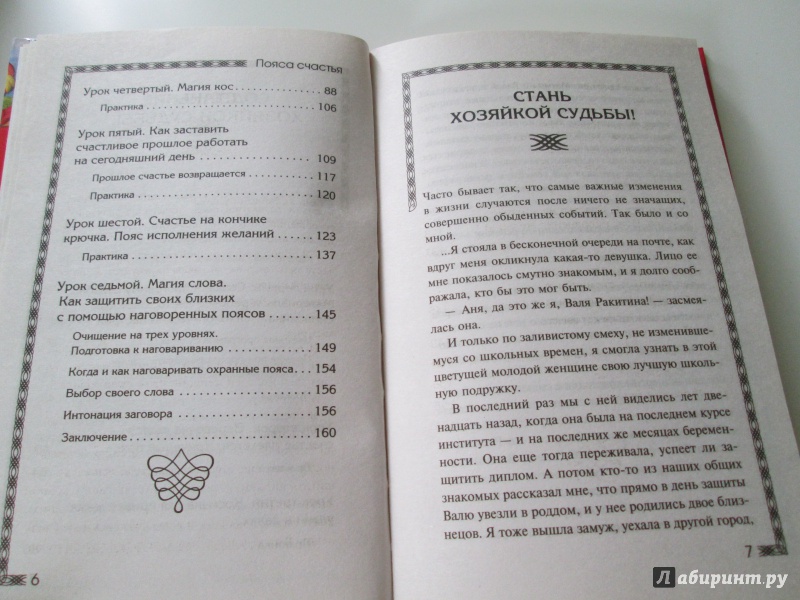 Пояса счастья
Урок четвертый. Магия кос . . . . . . . . . . . . . . 88
Практика . . . . . . . . . . . . . . . . . . . . . . . 106
Урок пятый. Как заставить
счастливое прошлое работать
на сегодняшний день . . . . . . . . . . . . . . . . 109
Прошлое счастье возвращается . . . . . . . . 117
Практика . . . . . . . . . . . . . . . . . . . . . . . 120
Урок шестой. Счастье на кончике
крючка. Пояс исполнения желаний . . . . . . . 123
Практика . . . . . . . . . . . . . . . . . . . . . . . 137
Урок седьмой. Магия слова.
Как защитить своих близких
с помощью наговоренных поясов . . . . . . . 145
Очищение на трех уровнях.
Подготовка к наговариванию . . . . . . . . . . 149
Когда и как наговаривать охранные пояса . . . 154
Выбор своего слова . . . . . . . . . . . . . . . . 156
Интонация заговора . . . . . . . . . . . . . . . . 156
Заключение . . . . . . . . . . . . . . . . . . . . . 160
6
СТАНЬ
ХОЗЯЙКОЙ СУДЬБЫ!
Часто бывает так, что самые важные изменения
в жизни случаются после ничего не значащих,
совершенно обыденных событий. Так было и со
мной.
...Я стояла в бесконечной очереди на почте, как
вдруг меня окликнула какая-то девушка. Лицо ее
мне показалось смутно знакомым, и я долго сооб-
ражала, кто бы это мог быть.
— Аня, да это же я, Валя Ракитина! — засмея-
лась она.
И только по заливистому смеху, не изменивше-
муся со школьных времен, я смогла узнать в этой
цветущей молодой женщине свою лучшую школь-
ную подружку.
В последний раз мы с ней виделись лет две-
надцать назад, когда она была на последнем курсе
института — и на последних же месяцах беремен-
ности. Она еще тогда переживала, успеет ли за-
щитить диплом. А потом кто-то из наших общих
знакомых рассказал мне, что прямо в день защиты
Валю увезли в роддом, и у нее родились двое близ-
нецов. Я тоже вышла замуж, уехала в другой город,
7
Лабиринт.ру